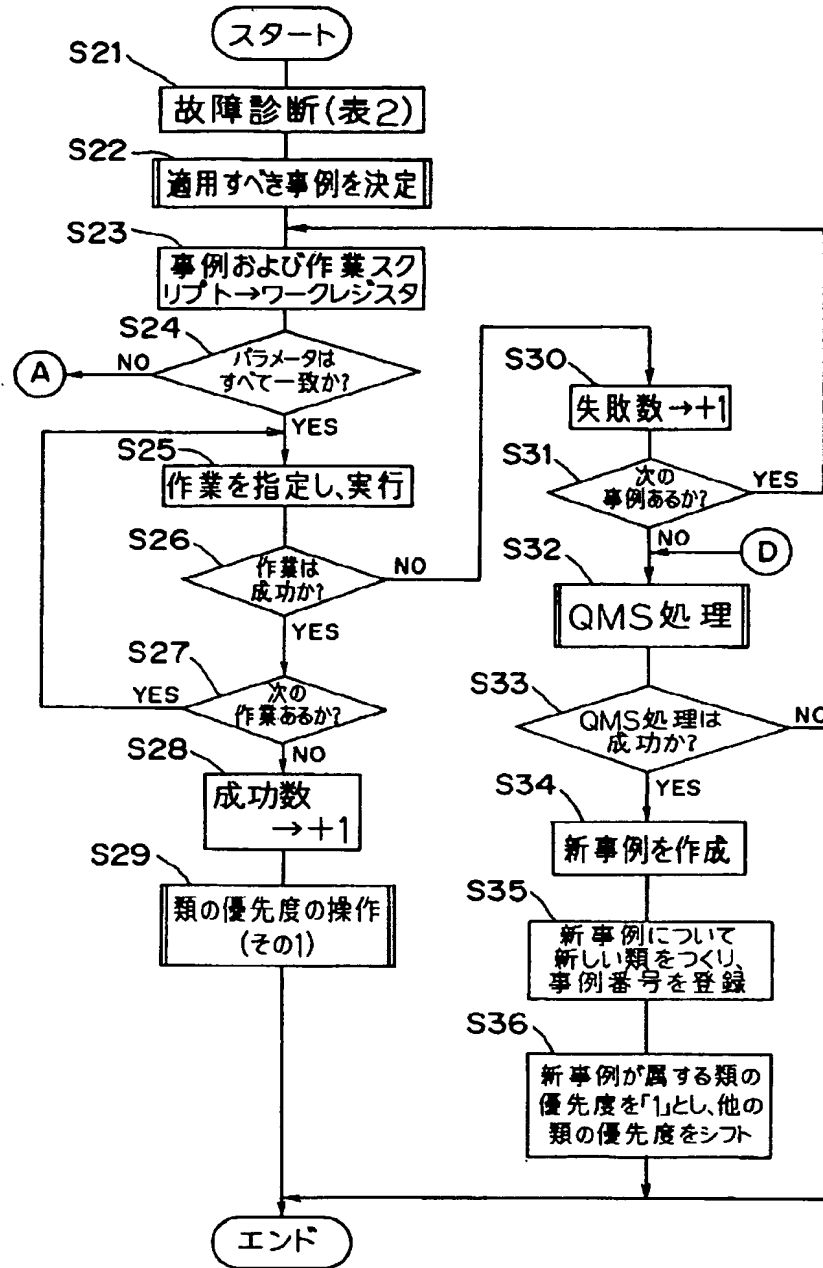 スタート
S21
故障診断(表2)
S22
適用すべき事例を決定
S23
事例および作業スク
リプト→ワークレジスタ
S24
パラメータは
すべて一致か?
NO
A
YES
S25
作業を指定し、実行
S26
作業は
成功か?
NO
YES
S27
次の
作業あるか?
YES
NO
S28
成功数
→+1
S29
類の優先度の操作
(その1)
S30
失敗数→+1
S31
次の
事例あるか?
YES
NO
D
S32
QMS処理
S33
QMS処理は
成功か?
NO
YES
S34
新事例を作成
S35
新事例について
新しい類をつくり、
事例番号を登録
S36
新事例が属する類の
優先度を「1」とし、他の
類の優先度をシフト
エンド